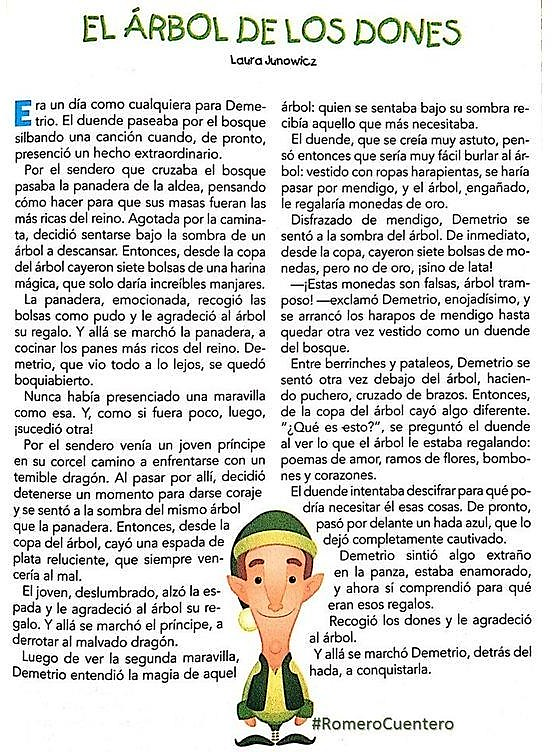 EL ÁRBOL DE LOS DONES
Laura Junowicz
Era un día como cualquiera para Deme-
trio. El duende paseaba por el bosque
silbando una canción cuando, de pronto,
presenció un hecho extraordinario.
Por el sendero que cruzaba el bosque
pasaba la panadera de la aldea, pensando
cómo hacer para que sus masas fueran las
más ricas del reino. Agotada por la camina-
ta, decidió sentarse bajo la sombra de un
árbol a descansar. Entonces, desde la copa
del árbol cayeron siete bolsas de una harina
mágica, que solo daría increíbles manjares.
La panadera, emocionada, recogió las
bolsas como pudo y le agradeció al árbol
su regalo. Y allá se marchó la panadera, a
cocinar los panes más ricos del reino. De-
metrio, que vio todo a lo lejos, se quedó
boquiabierto.
Nunca había presenciado una maravilla
como esa. Y, como si fuera poco, luego,
¡sucedió otra!
Por el sendero venía un joven príncipe
en su corcel camino a enfrentarse con un
temible dragón. Al pasar por allí, decidió
detenerse un momento para darse coraje
y se sentó a la sombra del mismo árbol
que la panadera. Entonces, desde la
copa del árbol, cayó una espada de
plata reluciente, que siempre ven-
cería al mal.
El joven, deslumbrado, alzó la es-
pada y le agradeció al árbol su re-
galo. Y allá se marchó el príncipe, a
derrotar al malvado dragón.
Luego de ver la segunda maravilla,
Demetrio entendió la magia de aquel
árbol: quien se sentaba bajo su sombra re-
cibía aquello que más necesitaba.
El duende, que se creía muy astuto, pen-
só entonces que sería muy fácil burlar al ár-
bol: vestido con ropas harapientas, se haría
pasar por mendigo, y el árbol, engañado,
le regalaría monedas de oro.
Disfrazado de mendigo, Demetrio se
sentó a la sombra del árbol. De inmediato,
desde la copa, cayeron siete bolsas de mo-
nedas, pero no de oro, ¡sino de lata!
—¡Estas monedas son falsas, árbol tram-
poso! —exclamó Demetrio, enojadísimo, y
se arrancó los harapos de mendigo hasta
quedar otra vez vestido como un duende
del bosque.
Entre berrinches y pataleos, Demetrio se
sentó otra vez debajo del árbol, hacien-
do puchero, cruzado de brazos. Entonces,
de la copa del árbol cayó algo diferente.
"¿Qué es esto?", se preguntó el duende
al ver lo que el árbol le estaba regalando:
poemas de amor, ramos de flores, bombo-
nes y corazones.
El duende intentaba descifrar para qué po-
dría necesitar él esas cosas. De pronto,
pasó por delante un hada azul, que lo
dejó completamente cautivado.
Demetrio sintió algo extraño
en la panza, estaba enamorado,
y ahora sí comprendió para qué
eran esos regalos.
Recogió los dones y le agradeció
al árbol.
Y allá se marchó Demetrio, detrás del
hada, a conquistarla.
#RomeroCuentero